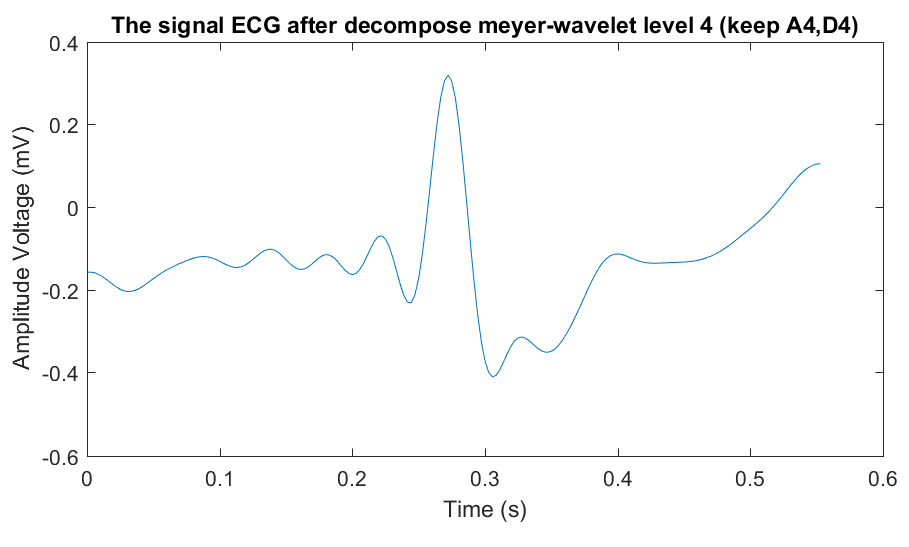 The signal ECG after decompose meyer-wavelet level 4 (keep A4,D4)
0.4
0.2
0
-0.2
-0.4
-0.6
Amplitude Voltage (mV)
0 0.1 0.2 0.3 0.4 0.5 0.6
Time (s)